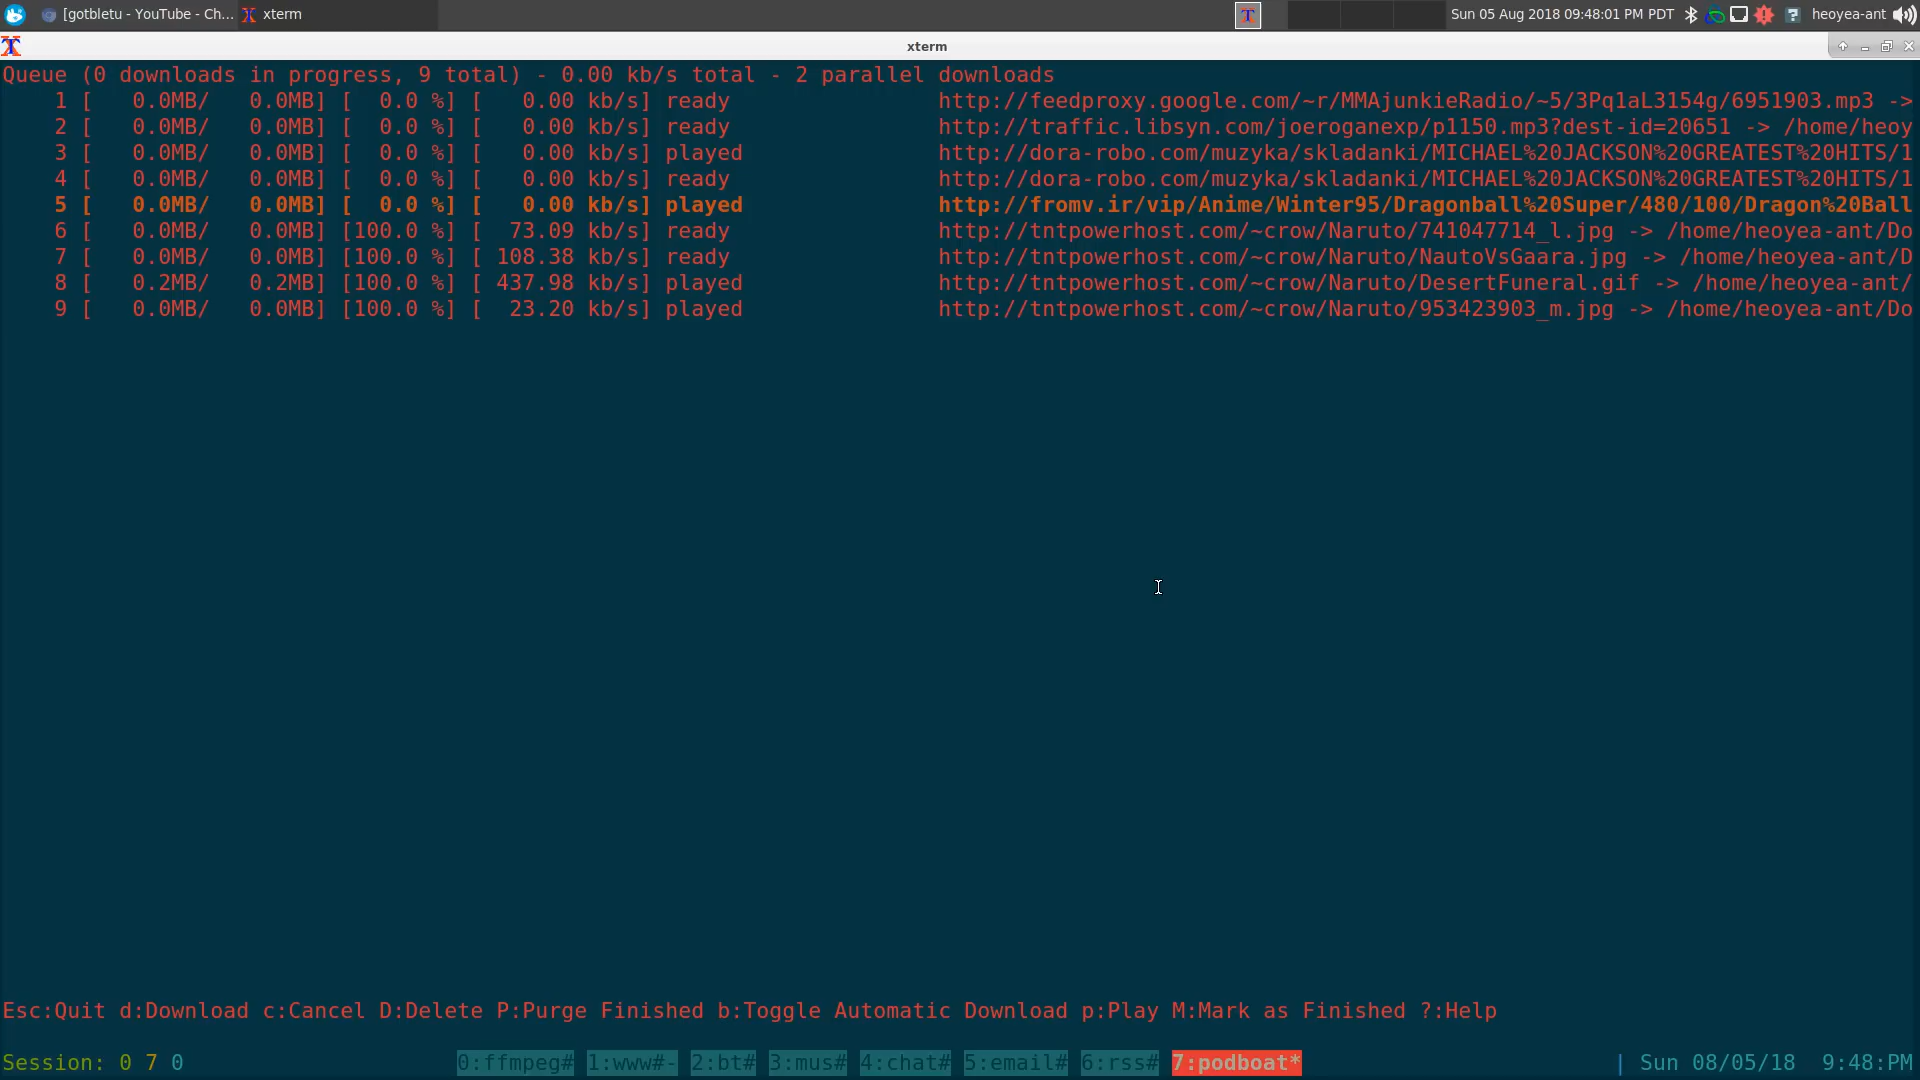 [gotbletu - YouTube - Ch... xterm Sun 05 Aug 2018 09:48:01 PM PDT heoyea-ant
xterm
Queue (0 downloads in progress, 9 total) - 0.00 kb/s total - 2 parallel downloads
1 [ 0.0MB/ 0.0MB] [ 0.0 %] [ 0.00 kb/s] ready http://feedproxy.google.com/~r/MMAjunkieRadio/~5/3Pq1aL3154g/6951903.mp3 ->
2 [ 0.0MB/ 0.0MB] [ 0.0 %] [ 0.00 kb/s] ready http://traffic.libsyn.com/joeroganexp/p1150.mp3?dest-id=20651 -> /home/heoy
3 [ 0.0MB/ 0.0MB] [ 0.0 %] [ 0.00 kb/s] played http://dora-robo.com/muzyka/skladanki/MICHAEL%20JACKSON%20GREATEST%20HITS/1
4 [ 0.0MB/ 0.0MB] [ 0.0 %] [ 0.00 kb/s] ready http://dora-robo.com/muzyka/skladanki/MICHAEL%20JACKSON%20GREATEST%20HITS/1
5 [ 0.0MB/ 0.0MB] [ 0.0 %] [ 0.00 kb/s] played http://fromv.ir/vip/Anime/Winter95/Dragonball%20Super/480/100/Dragon%20Ball
6 [ 0.0MB/ 0.0MB] [100.0 %] [ 73.09 kb/s] ready http://tntpowerhost.com/~crow/Naruto/741047714_l.jpg -> /home/heoyea-ant/Do
7 [ 0.0MB/ 0.0MB] [100.0 %] [ 108.38 kb/s] ready http://tntpowerhost.com/~crow/Naruto/NautoVsGaara.jpg -> /home/heoyea-ant/D
8 [ 0.2MB/ 0.2MB] [100.0 %] [ 437.98 kb/s] played http://tntpowerhost.com/~crow/Naruto/DesertFuneral.gif -> /home/heoyea-ant/
9 [ 0.0MB/ 0.0MB] [100.0 %] [ 23.20 kb/s] played http://tntpowerhost.com/~crow/Naruto/953423903_m.jpg -> /home/heoyea-ant/Do
Esc:Quit d:Download c:Cancel D:Delete P:Purge Finished b:Toggle Automatic Download p:Play M:Mark as Finished ?:Help
Session: 0 7 0 0:ffmpeg# 1:www#- 2:bt# 3:mus# 4:chat# 5:email# 6:rss# 7:podboat* | Sun 08/05/18 9:48:PM